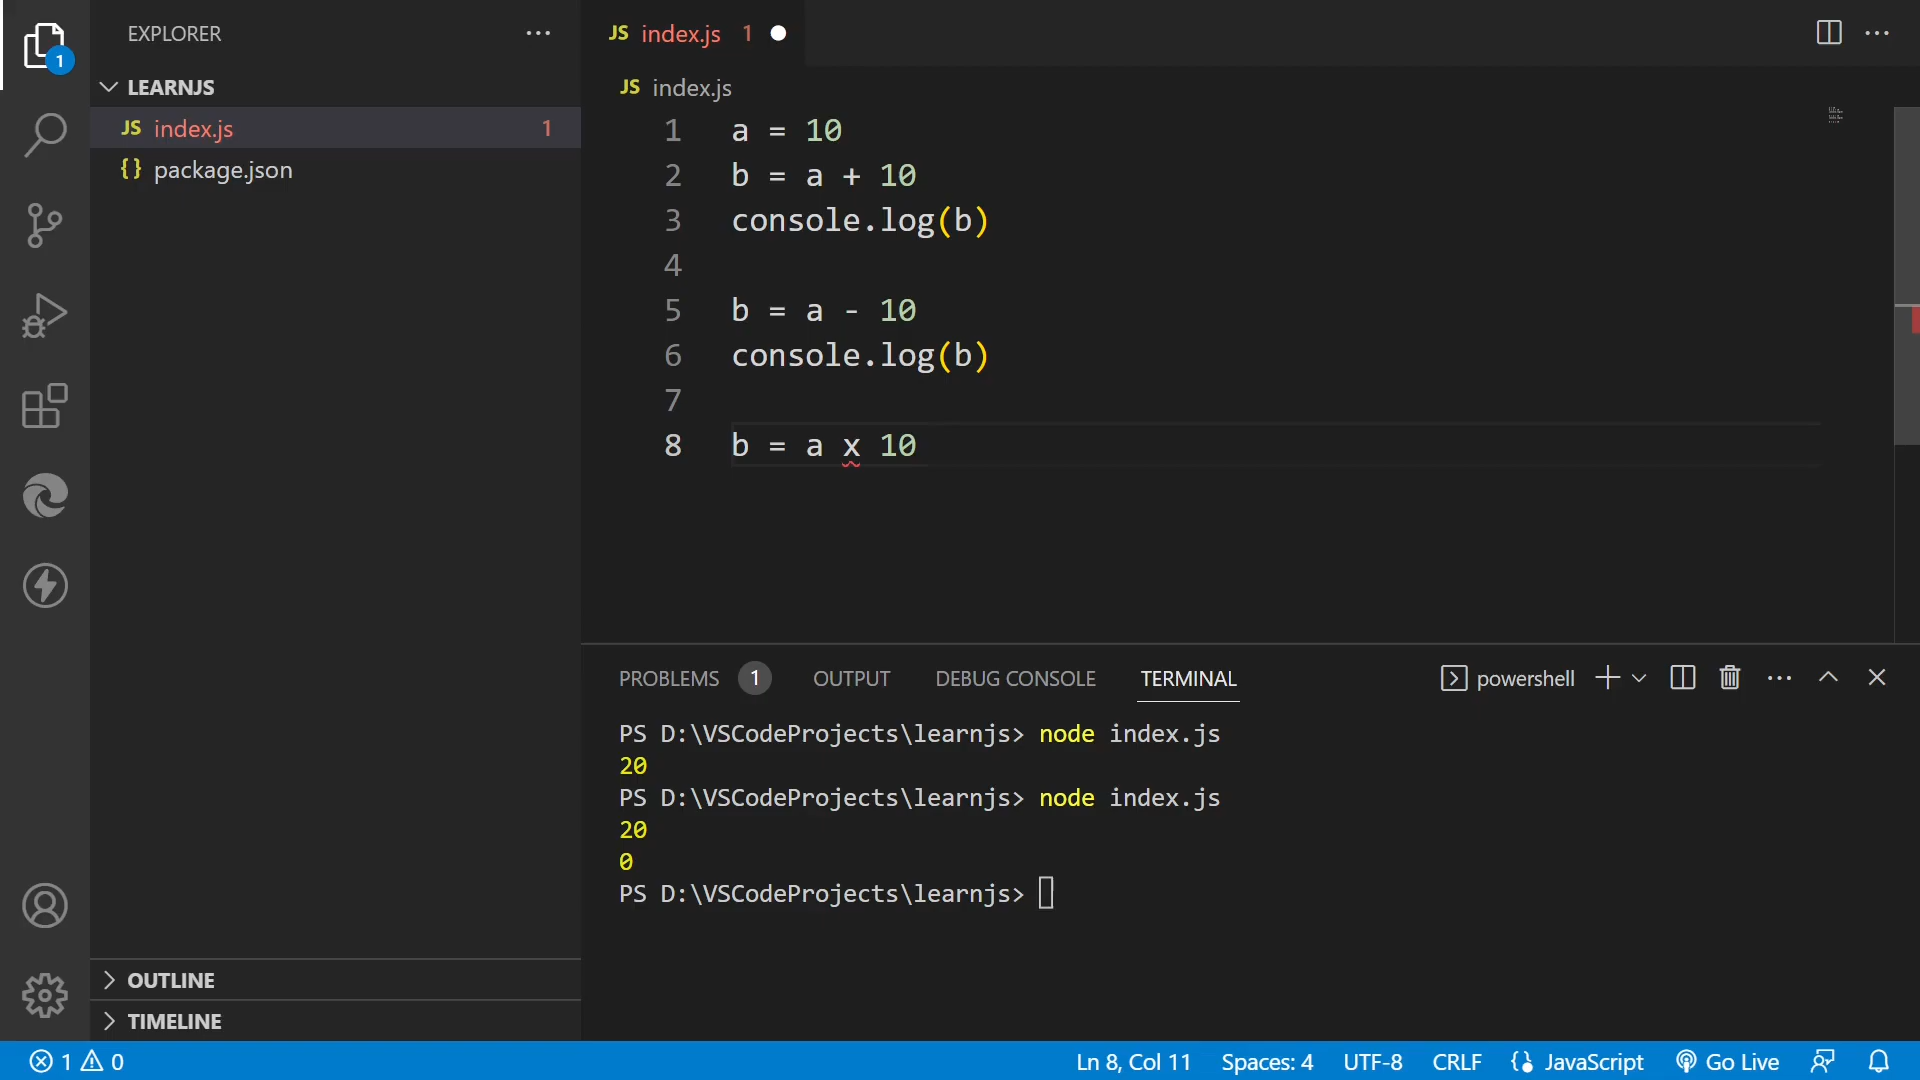 EXPLORER
1
LEARNJS
JS index.js 1
{} package.json
OUTLINE
TIMELINE
JS index.js 1
JS index.js
1 a = 10
2 b = a + 10
3 console.log(b)
4
5 b = a - 10
6 console.log(b)
7
8 b = a x 10
PROBLEMS 1 OUTPUT DEBUG CONSOLE TERMINAL powershell
PS D:\VSCodeProjects\learnjs> node index.js
20
PS D:\VSCodeProjects\learnjs> node index.js
20
0
PS D:\VSCodeProjects\learnjs>
1 0 Ln 8, Col 11 Spaces: 4 UTF-8 CRLF {} JavaScript Go Live